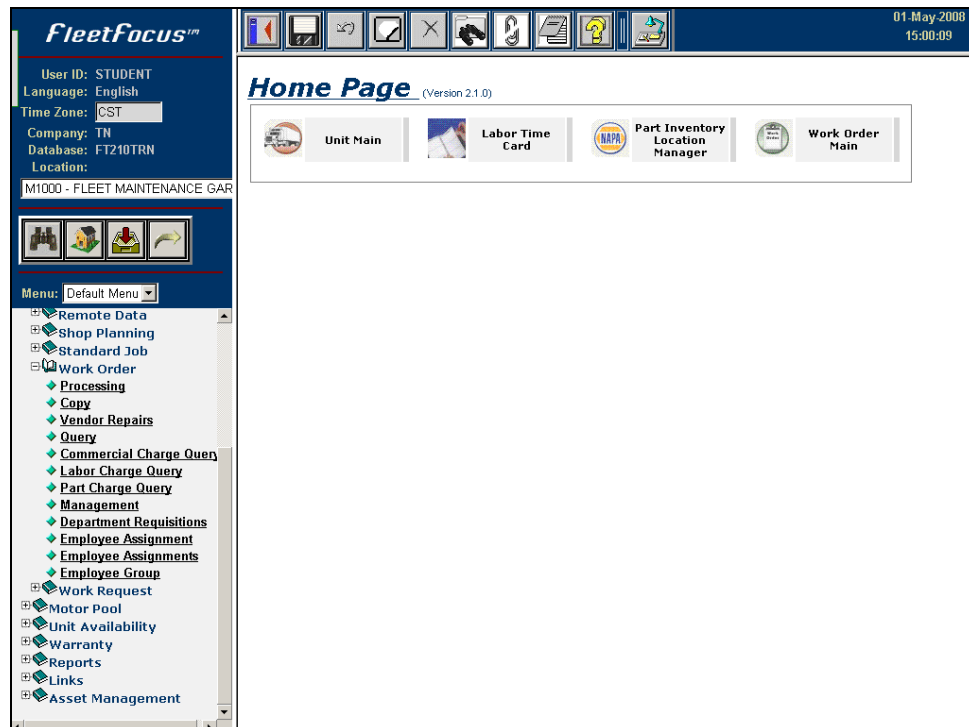 FleetFocus™
User ID: STUDENT
Language: English
Time Zone: CST
Company: TN
Database: FT210TRN
Location:
M1000 - FLEET MAINTENANCE GAR
Menu: Default Menu
Remote Data
Shop Planning
Standard Job
Work Order
Processing
Copy
Vendor Repairs
Query
Commercial Charge Query
Labor Charge Query
Part Charge Query
Management
Department Requisitions
Employee Assignment
Employee Assignments
Employee Group
Work Request
Motor Pool
Unit Availability
Warranty
Reports
Links
Asset Management
01-May-2008
15:00:09
Home Page (Version 2.1.0)
Unit Main
Labor Time
Card
NAPA
Part Inventory
Location
Manager
Work Order
Main